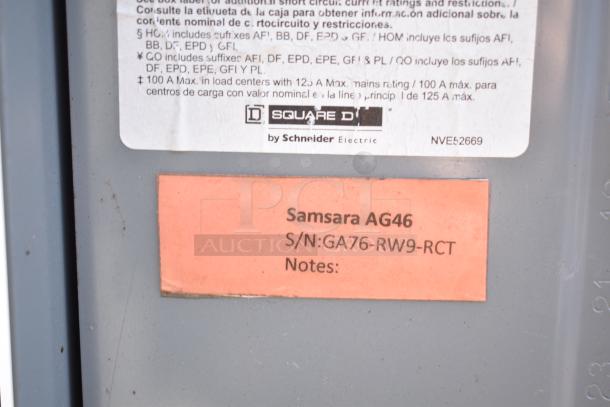 See box label for additional short circuit current ratings and restrictions. /
Consulte la etiqueta de la caja para obtener información adicional sobre la
corriente nominal de cortocircuito y restricciones.
§ HOM includes suffixes AFI, BB, DF, EPD & GFI. / HOM incluye los sufijos AFI,
BB, DF, EPD y GFI.
¥ QO includes suffixes AFI, DF, EPD, EPE, GFI & PL / QO incluye los sufijos AFI,
DF, EPD, EPE, GFI Y PL.
‡ 100 A Max. in load centers with 125 A Max. mains rating / 100 A máx. para
centros de carga con valor nominal en la línea principal de 125 A máx.
D SQUARE D
by Schneider Electric
NVE52669
Samsara AG46
S/N:GA76-RW9-RCT
Notes:
PCI
AUCTION
23 21 19